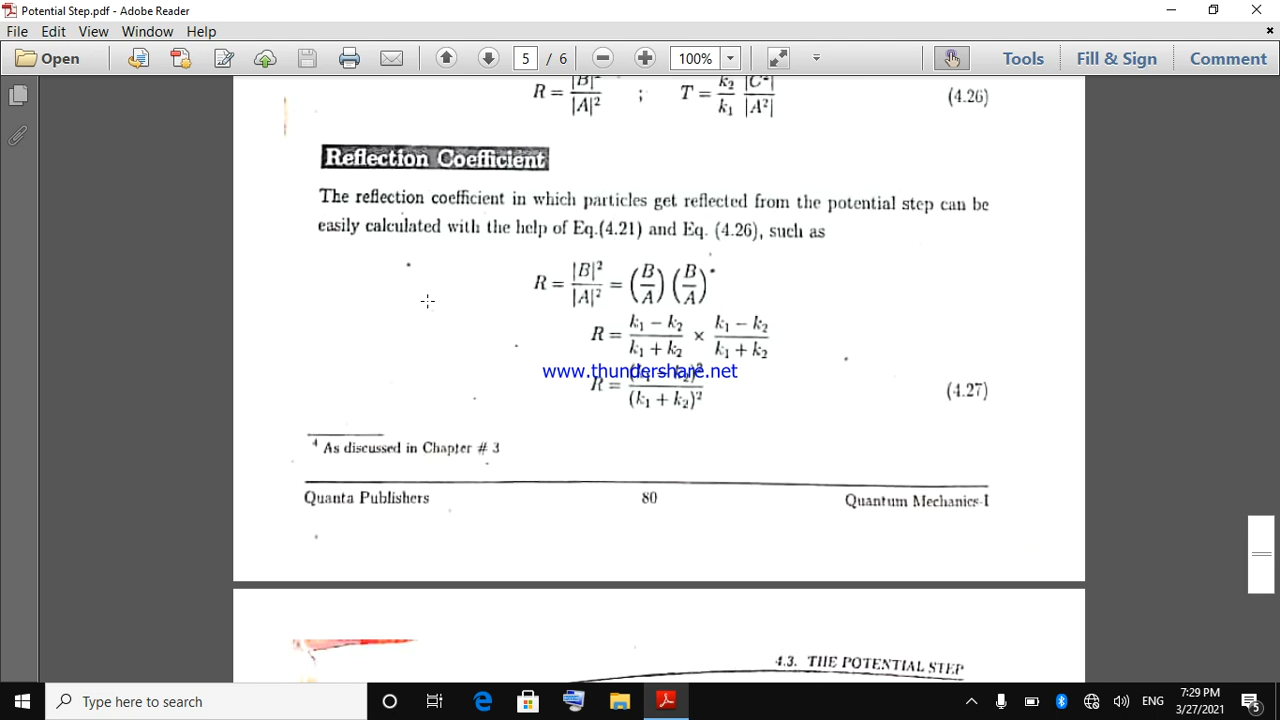 Potential Step.pdf - Adobe Reader
File Edit View Window Help
Open 5 / 6 100% Tools Fill & Sign Comment
R = |B|² / |A|² ; T = k₂ |C²| / k₁ |A²| (4.26)
Reflection Coefficient
The reflection coefficient in which particles get reflected from the potential step can be
easily calculated with the help of Eq.(4.21) and Eq. (4.26), such as
R = |B|² / |A|² = (B/A) (B/A)*
R = (k₁ − k₂)/(k₁ + k₂) × (k₁ − k₂)/(k₁ + k₂)
www.thundershare.net
R = (k₁ − k₂)² / (k₁ + k₂)² (4.27)
4 As discussed in Chapter # 3
Quanta Publishers 80 Quantum Mechanics-I
4.3. THE POTENTIAL STEP
Type here to search
ENG 7:29 PM
3/27/2021 5